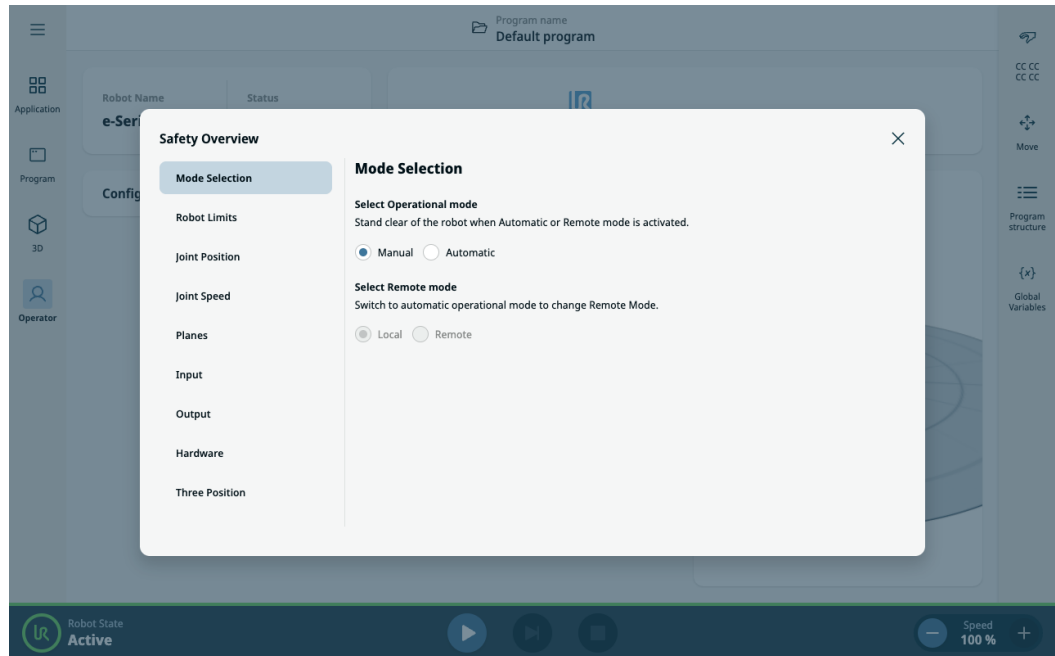 Program name
Default program
Application
Program
3D
Operator
Robot Name
Status
e-Seri
Config
Safety Overview
Mode Selection
Robot Limits
Joint Position
Joint Speed
Planes
Input
Output
Hardware
Three Position
Mode Selection
Select Operational mode
Stand clear of the robot when Automatic or Remote mode is activated.
Manual Automatic
Select Remote mode
Switch to automatic operational mode to change Remote Mode.
Local Remote
CC CC
CC CC
Move
Program
structure
{x}
Global
Variables
Robot State
Active
Speed
100 %